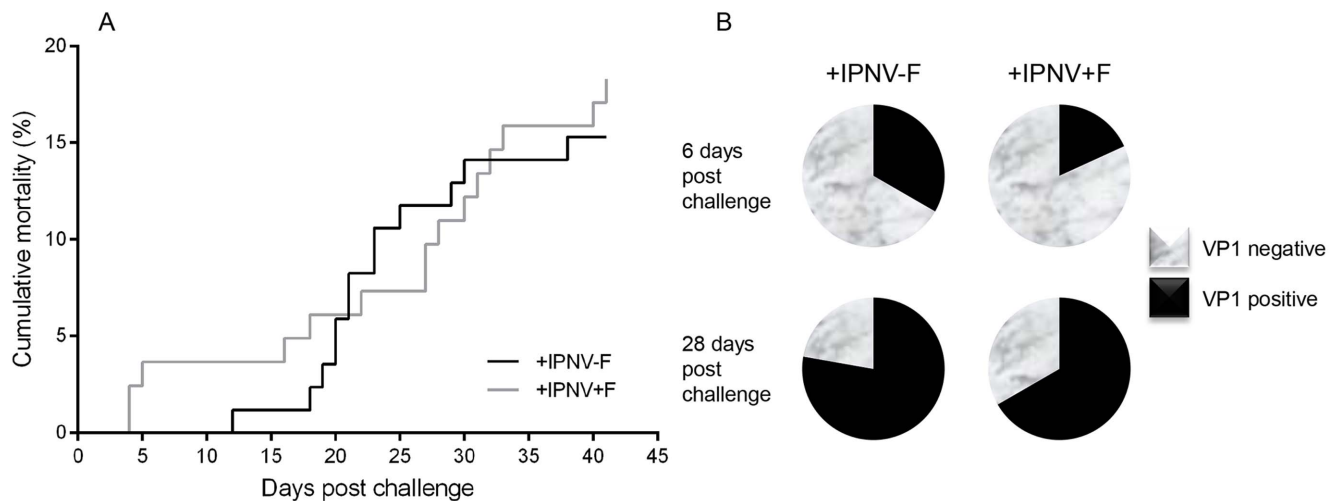 A
20
15
10
5
0
Cumulative mortality (%)
+IPNV-F
+IPNV+F
0 5 10 15 20 25 30 35 40 45
Days post challenge
B
+IPNV-F +IPNV+F
6 days
post
challenge
28 days
post
challenge
VP1 negative
VP1 positive